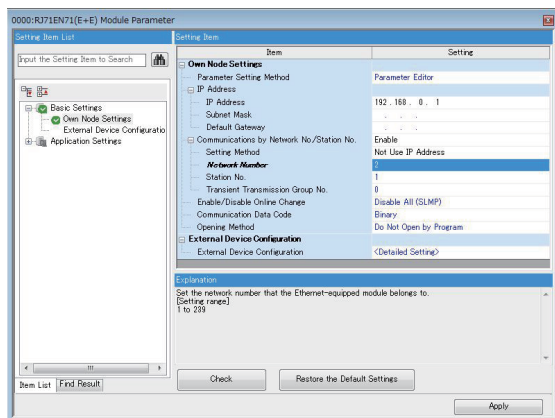 0000:RJ71EN71(E+E) Module Parameter
Setting Item List
Setting Item
Input the Setting Item to Search
Item Setting
Own Node Settings
Parameter Setting Method Parameter Editor
IP Address
IP Address 192.168. 0. 1
Subnet Mask . . .
Default Gateway . . .
Communications by Network No./Station No. Enable
Setting Method Not Use IP Address
Network Number 2
Station No. 1
Transient Transmission Group No. 0
Enable/Disable Online Change Disable All (SLMP)
Communication Data Code Binary
Opening Method Do Not Open by Program
External Device Configuration
External Device Configuration <Detailed Setting>
Basic Settings
Own Node Settings
External Device Configuratio
Application Settings
Explanation
Set the network number that the Ethernet-equipped module belongs to.
[Setting range]
1 to 239
Item List Find Result
Check Restore the Default Settings
Apply